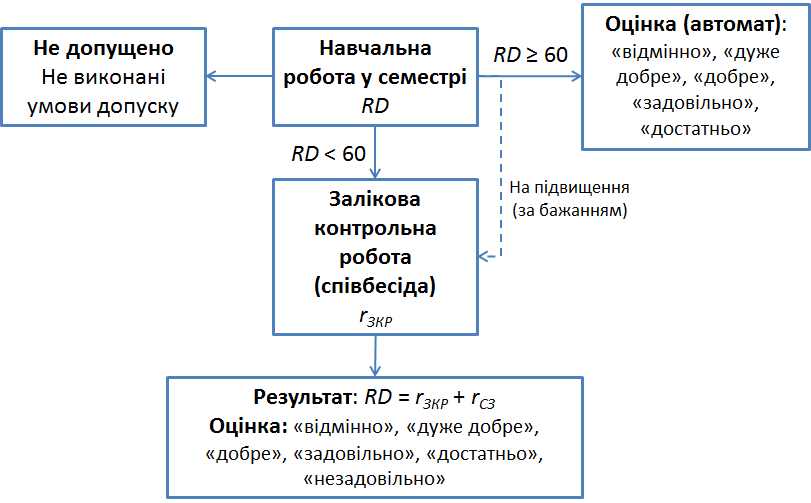 Не допущено
Не виконані
умови допуску
Навчальна
робота у семестрі
RD
RD ≥ 60
Оцінка (автомат):
«відмінно», «дуже
добре», «добре»,
«задовільно»,
«достатньо»
RD < 60
На підвищення
(за бажанням)
Залікова
контрольна
робота
(співбесіда)
rЗКР
Результат: RD = rЗКР + rСЗ
Оцінка: «відмінно», «дуже добре»,
«добре», «задовільно», «достатньо»,
«незадовільно»